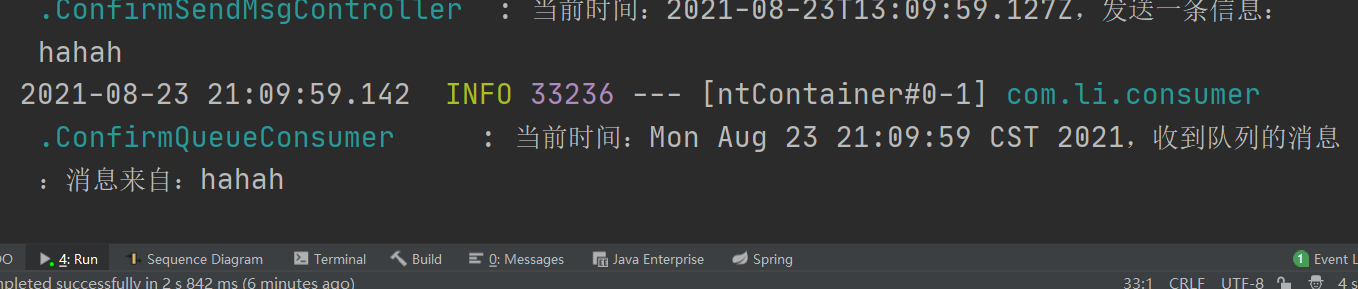 .ConfirmSendMsgController : 当前时间：2021-08-23T13:09:59.127Z，发送一条信息：
hahah
2021-08-23 21:09:59.142 INFO 33236 --- [ntContainer#0-1] com.li.consumer
.ConfirmQueueConsumer : 当前时间：Mon Aug 23 21:09:59 CST 2021，收到队列的消息
：消息来自：hahah
4: Run Sequence Diagram Terminal Build 0: Messages Java Enterprise Spring 1 Event L
mpleted successfully in 2 s 842 ms (6 minutes ago) 33:1 CRLF UTF-8 4 s